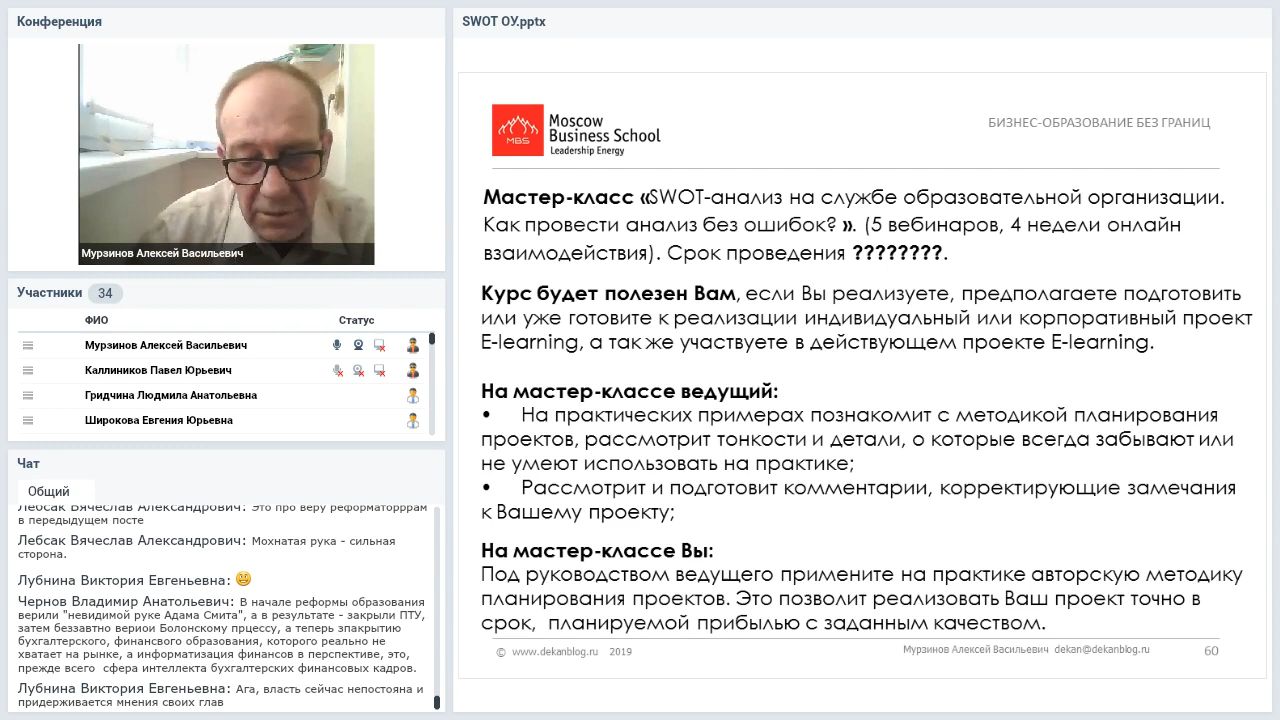 Конференция
Мурзинов Алексей Васильевич
Участники 34
ФИО Статус
Мурзинов Алексей Васильевич
Каллиников Павел Юрьевич
Гридчина Людмила Анатольевна
Широкова Евгения Юрьевна
Чат
Общий
Лебсак Вячеслав Александрович: Это про веру реформаторррам
в передыдущем посте
Лебсак Вячеслав Александрович: Мохнатая рука - сильная
сторона.
Лубнина Виктория Евгеньевна:
Чернов Владимир Анатольевич: В начале реформы образования
верили "невидимой руке Адама Смита", а в результате - закрыли ПТУ,
затем беззавтно вериои Болонскому прцессу, а теперь зпакрытию
бухгалтерского, финансвого образования, которого реально не
хватает на рынке, а информатизация финансов в перспективе, это,
прежде всего сфера интеллекта бухгалтерских финансовых кадров.
Лубнина Виктория Евгеньевна: Ага, власть сейчас непостояна и
придерживается мнения своих глав
SWOT ОУ.pptx
MBS
Moscow
Business School
Leadership Energy
БИЗНЕС-ОБРАЗОВАНИЕ БЕЗ ГРАНИЦ
Мастер-класс «SWOT-анализ на службе образовательной организации.
Как провести анализ без ошибок? ». (5 вебинаров, 4 недели онлайн
взаимодействия). Срок проведения ????????.
Курс будет полезен Вам, если Вы реализуете, предполагаете подготовить
или уже готовите к реализации индивидуальный или корпоративный проект
E-learning, а так же участвуете в действующем проекте E-learning.
На мастер-классе ведущий:
• На практических примерах познакомит с методикой планирования
проектов, рассмотрит тонкости и детали, о которые всегда забывают или
не умеют использовать на практике;
• Рассмотрит и подготовит комментарии, корректирующие замечания
к Вашему проекту;
На мастер-классе Вы:
Под руководством ведущего примените на практике авторскую методику
планирования проектов. Это позволит реализовать Ваш проект точно в
срок, планируемой прибылью с заданным качеством.
© www.dekanblog.ru 2019
Мурзинов Алексей Васильевич dekan@dekanblog.ru 60